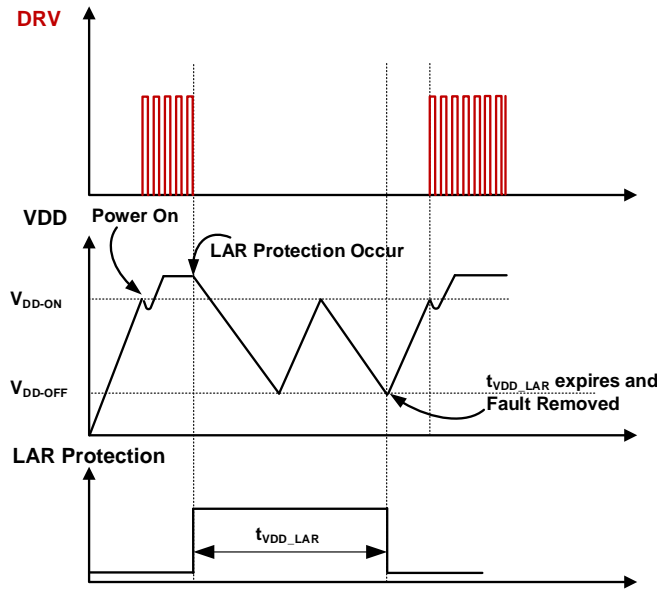 DRV
VDD
Power On
LAR Protection Occur
VDD-ON
VDD-OFF
tVDD_LAR expires and
Fault Removed
LAR Protection
tVDD_LAR